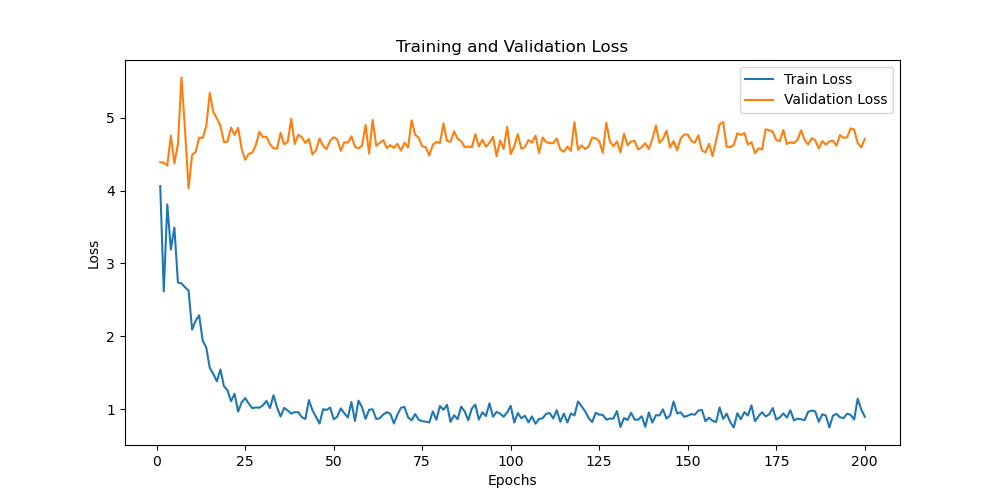 Training and Validation Loss
Train Loss
Validation Loss
5
4
3
2
1
Loss
0 25 50 75 100 125 150 175 200
Epochs